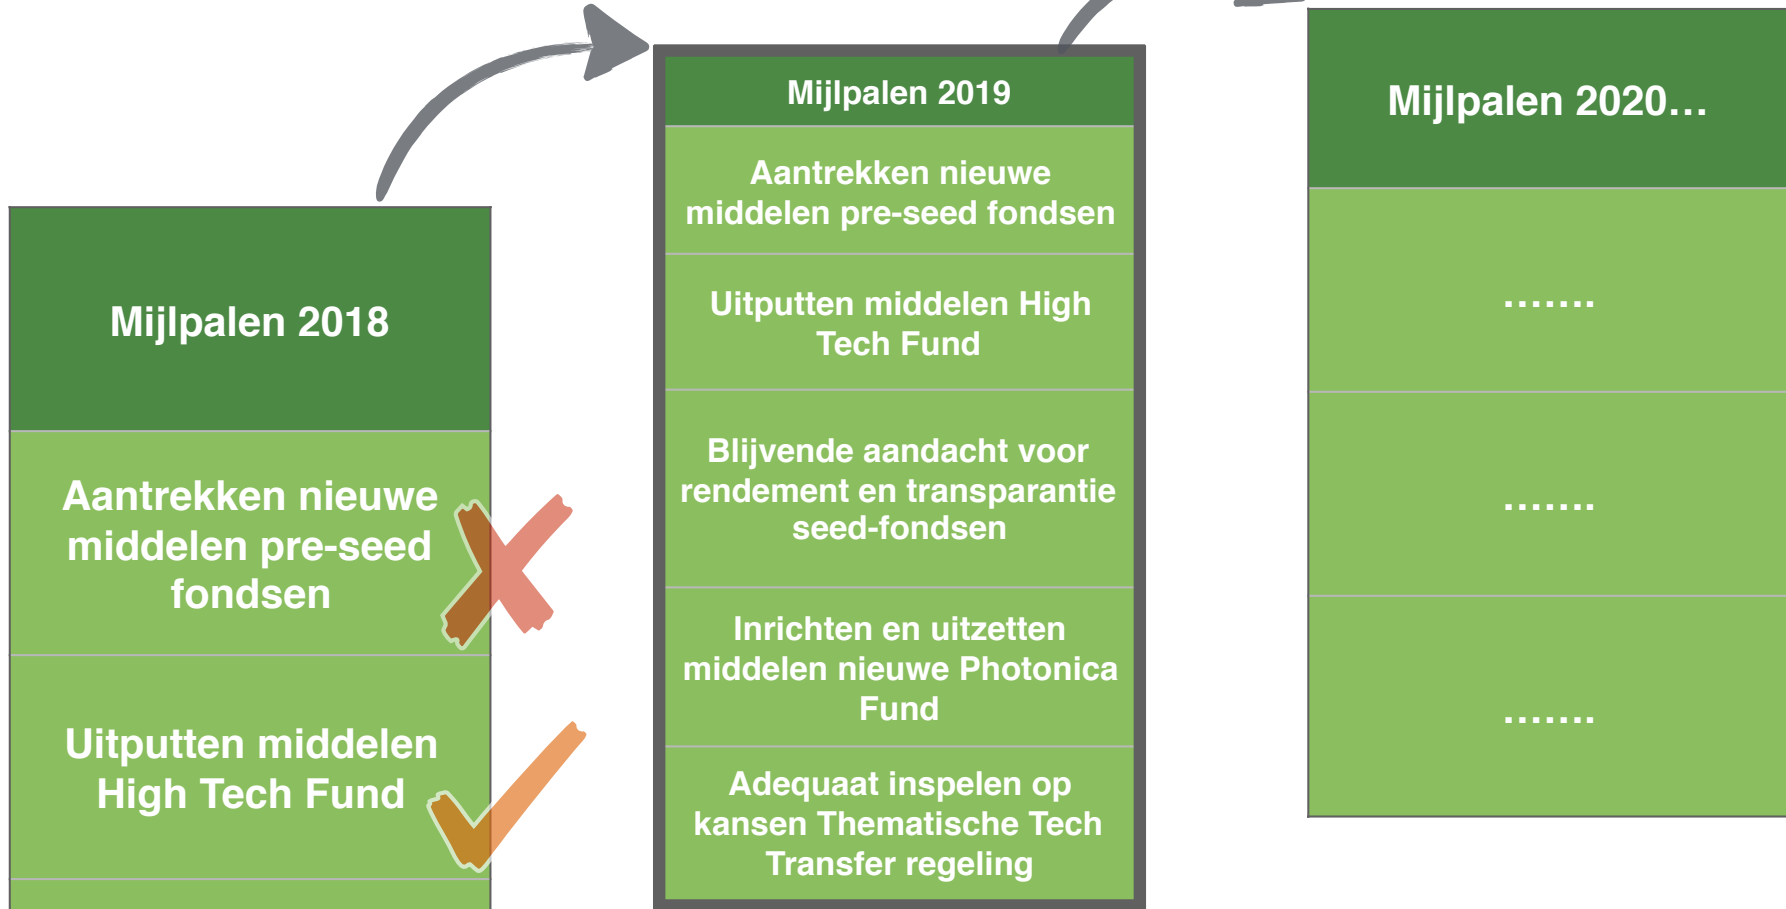 Mijlpalen 2018
Aantrekken nieuwe
middelen pre-seed
fondsen
Uitputten middelen
High Tech Fund
Mijlpalen 2019
Aantrekken nieuwe
middelen pre-seed fondsen
Uitputten middelen High
Tech Fund
Blijvende aandacht voor
rendement en transparantie
seed-fondsen
Inrichten en uitzetten
middelen nieuwe Photonica
Fund
Adequaat inspelen op
kansen Thematische Tech
Transfer regeling
Mijlpalen 2020…
…….
…….
…….